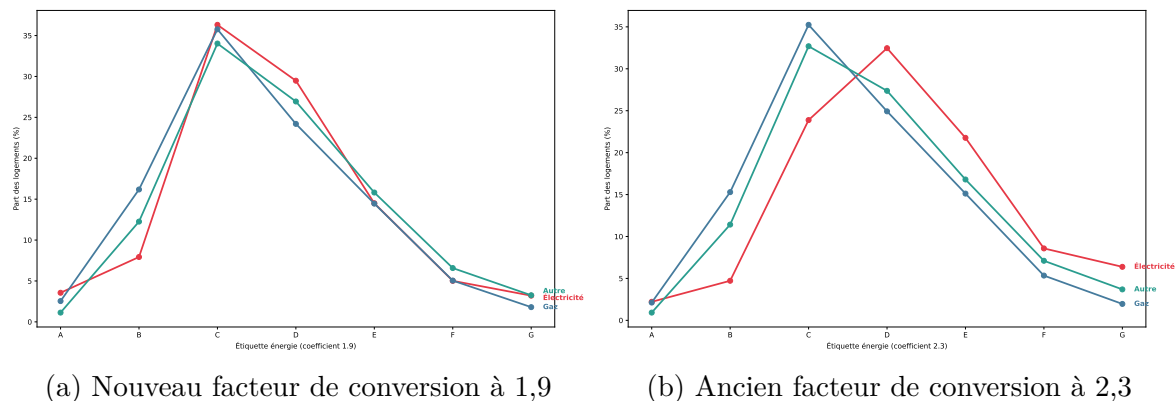 Part des logements (%)
35
30
25
20
15
10
5
0
A B C D E F G
Étiquette énergie (coefficient 1.9)
Autre
Électricité
Gaz
(a) Nouveau facteur de conversion à 1,9
Part des logements (%)
35
30
25
20
15
10
5
0
A B C D E F G
Étiquette énergie (coefficient 2.3)
Électricité
Autre
Gaz
(b) Ancien facteur de conversion à 2,3